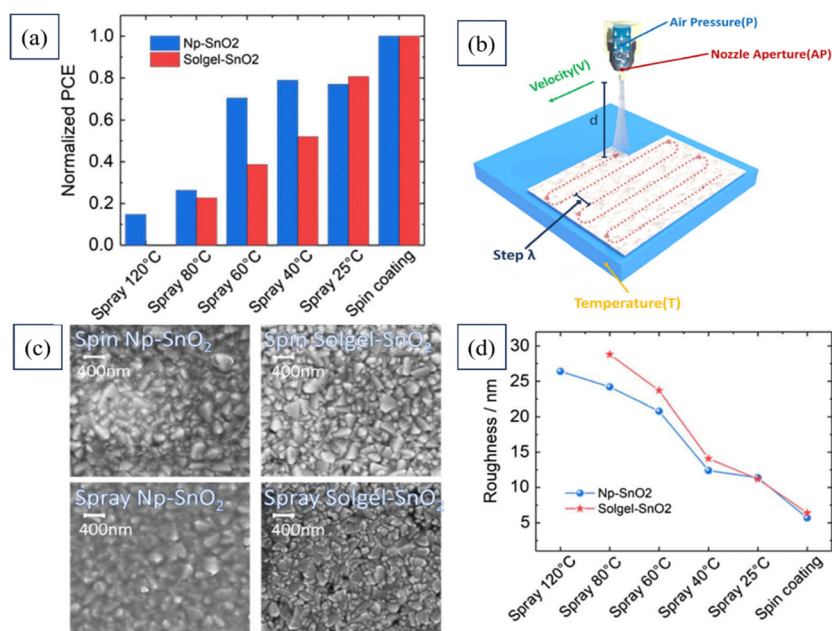 (a)
Normalized PCE
1.0
0.8
0.6
0.4
0.2
0.0
Np-SnO2
Solgel-SnO2
Spray 120°C
Spray 80°C
Spray 60°C
Spray 40°C
Spray 25°C
Spin coating
(b)
Air Pressure(P)
Nozzle Aperture(AP)
Velocity(V)
d
Step λ
Temperature(T)
(c)
Spin Np-SnO₂
400nm
Spin Solgel-SnO₂
400nm
Spray Np-SnO₂
400nm
Spray Solgel-SnO₂
400nm
(d)
Roughness / nm
30
25
20
15
10
5
Np-SnO2
Solgel-SnO2
Spray 120°C
Spray 80°C
Spray 60°C
Spray 40°C
Spray 25°C
Spin coating